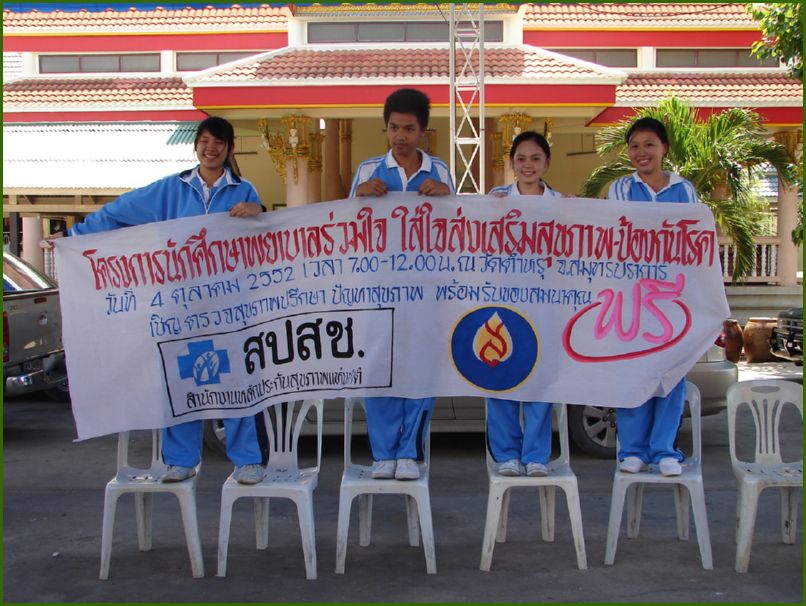 โครงการนักศึกษาพยาบาลร่วมใจ ใส่ใจส่งเสริมสุขภาพ-ป้องกันโรค
วันที่ 4 ตุลาคม 2552 เวลา 7.00-12.00 น. ณ วัดตำหรุ จ.สมุทรปราการ
เชิญ ตรวจสุขภาพปรึกษา ปัญหาสุขภาพ พร้อมรับของสมนาคุณ ฟรี
สปสช.
สำนักงานหลักประกันสุขภาพแห่งชาติ
ส